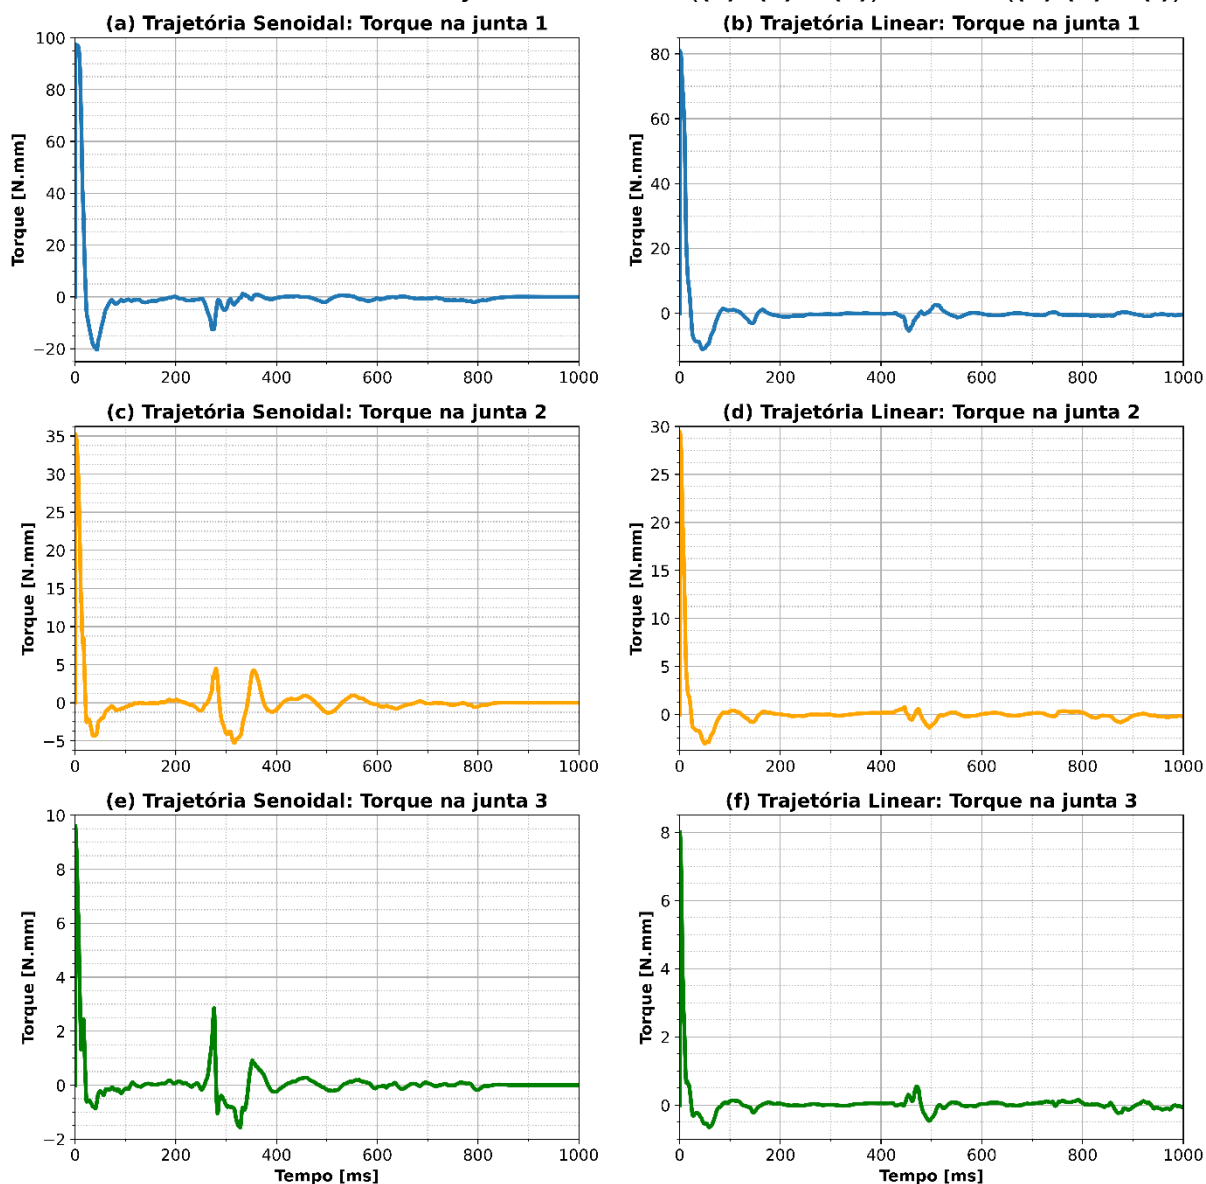 (a) Trajetória Senoidal: Torque na junta 1
100
80
60
40
20
0
−20
Torque [N.mm]
0 200 400 600 800 1000
(b) Trajetória Linear: Torque na junta 1
80
60
40
20
0
Torque [N.mm]
0 200 400 600 800 1000
(c) Trajetória Senoidal: Torque na junta 2
35
30
25
20
15
10
5
0
−5
Torque [N.mm]
0 200 400 600 800 1000
(d) Trajetória Linear: Torque na junta 2
30
25
20
15
10
5
0
Torque [N.mm]
0 200 400 600 800 1000
(e) Trajetória Senoidal: Torque na junta 3
10
8
6
4
2
0
−2
Torque [N.mm]
0 200 400 600 800 1000
Tempo [ms]
(f) Trajetória Linear: Torque na junta 3
8
6
4
2
0
Torque [N.mm]
0 200 400 600 800 1000
Tempo [ms]